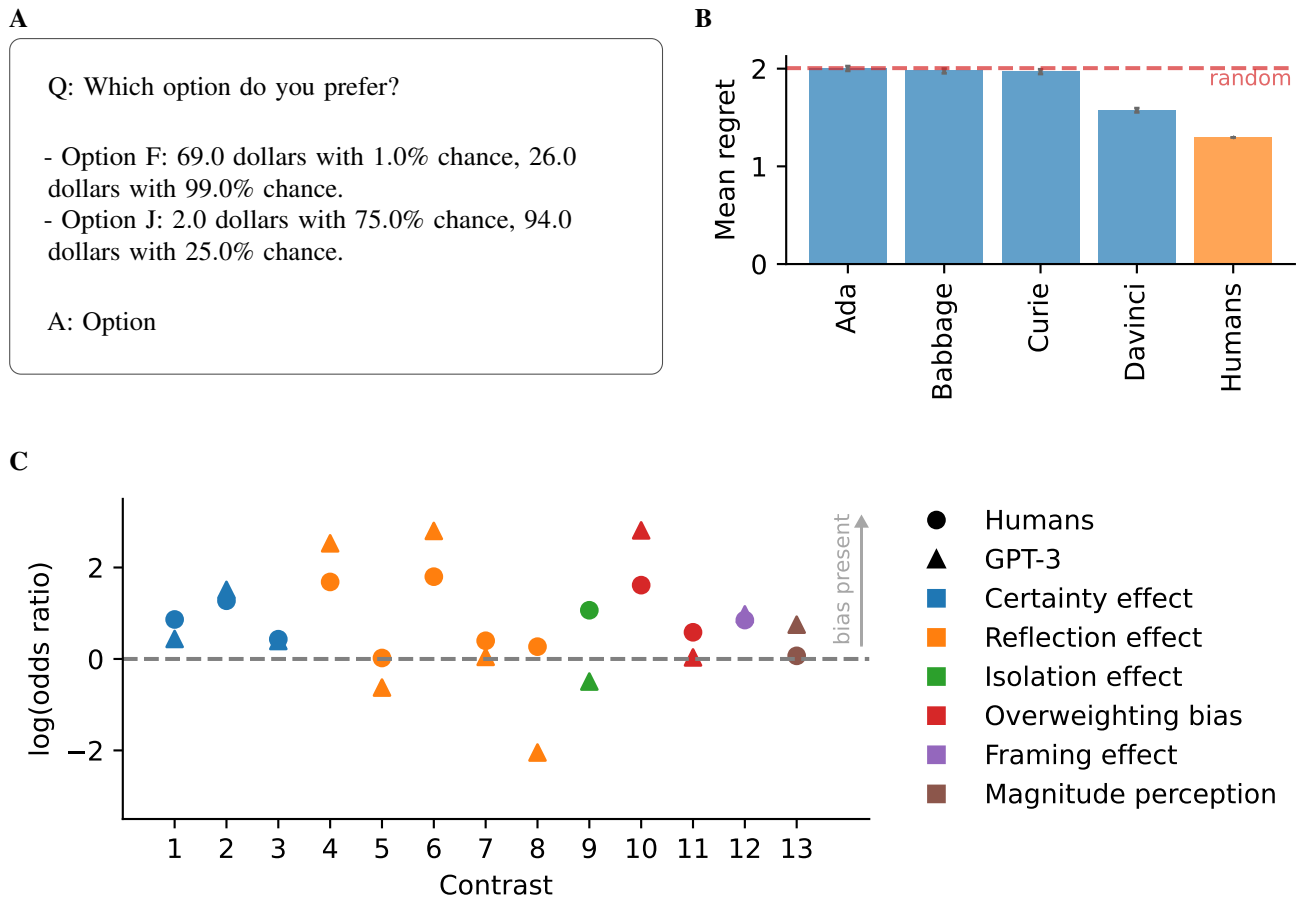 A
Q: Which option do you prefer?
- Option F: 69.0 dollars with 1.0% chance, 26.0
dollars with 99.0% chance.
- Option J: 2.0 dollars with 75.0% chance, 94.0
dollars with 25.0% chance.
A: Option
B
Mean regret
2
1
0
random
Ada
Babbage
Curie
Davinci
Humans
C
log(odds ratio)
2
0
−2
bias present
1 2 3 4 5 6 7 8 9 10 11 12 13
Contrast
Humans
GPT-3
Certainty effect
Reflection effect
Isolation effect
Overweighting bias
Framing effect
Magnitude perception